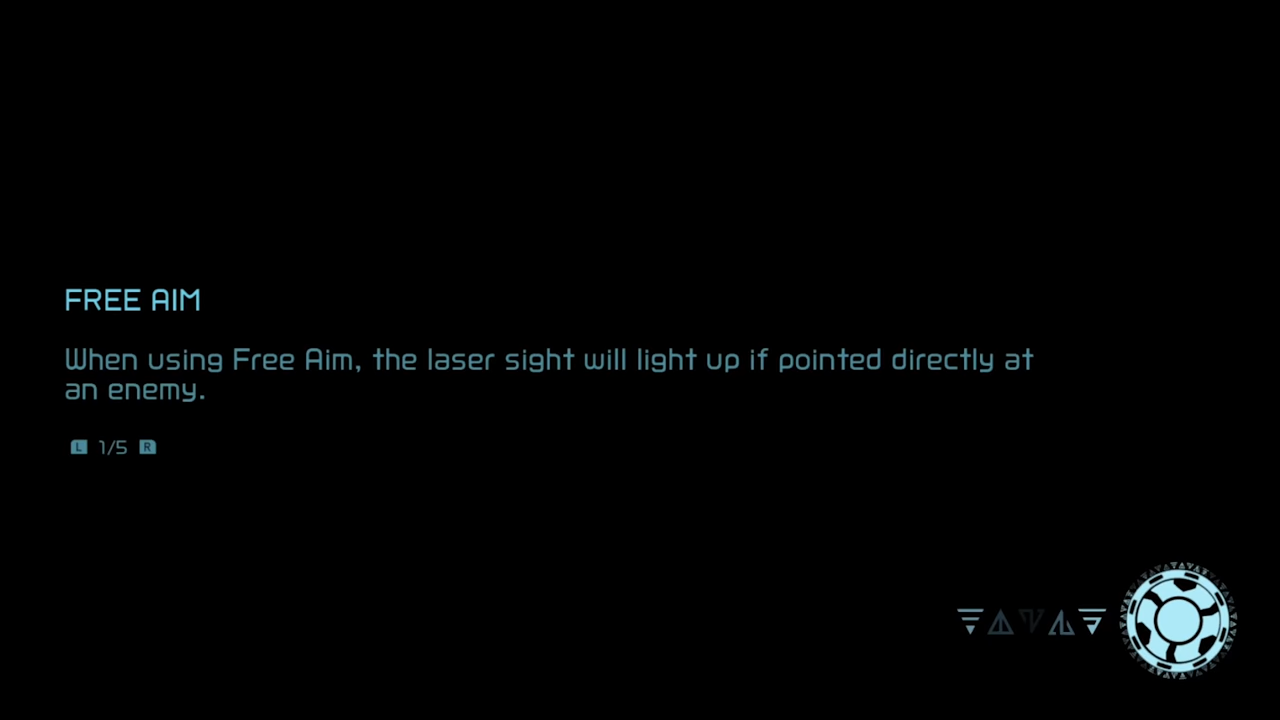 FREE AIM
When using Free Aim, the laser sight will light up if pointed directly at
an enemy.
L 1/5 R